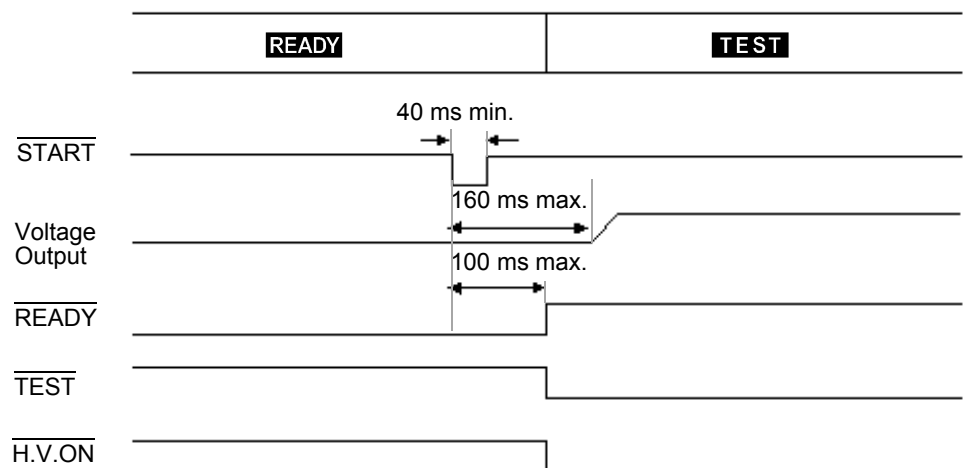 READY TEST
40 ms min.
START
160 ms max.
Voltage
Output
100 ms max.
READY
TEST
H.V.ON